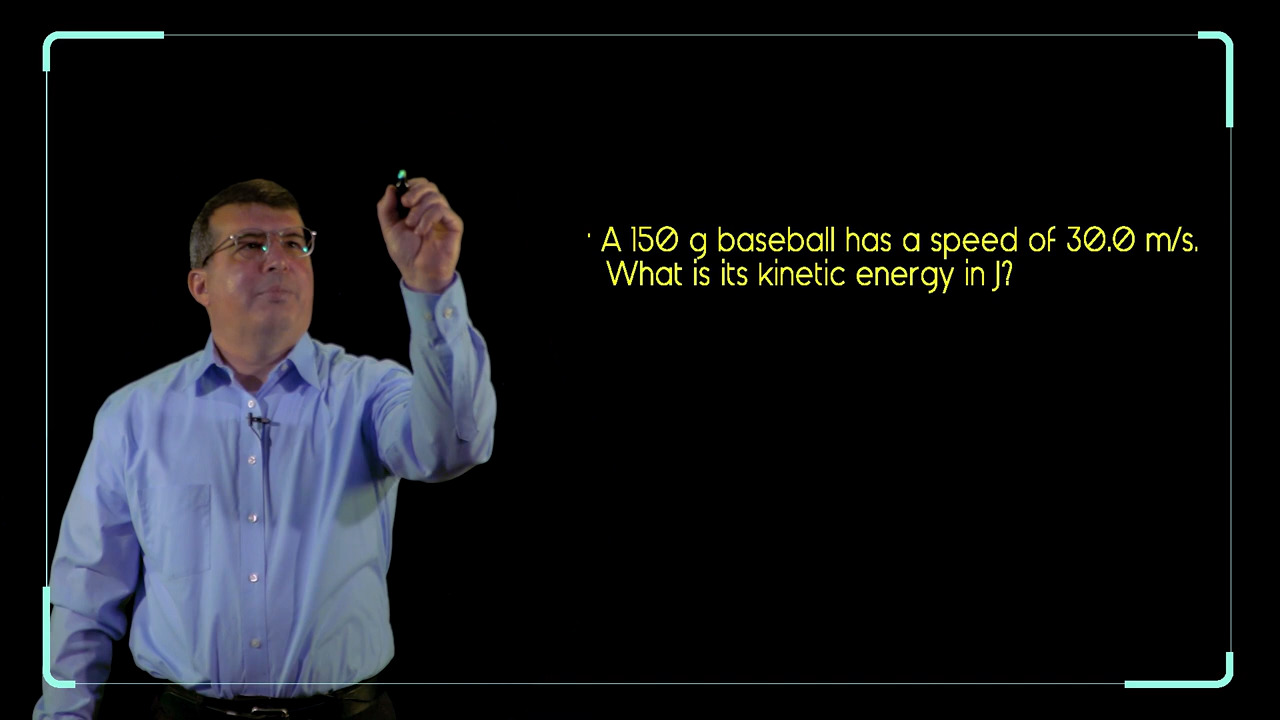 · A 150 g baseball has a speed of 30.0 m/s.
What is its kinetic energy in J?